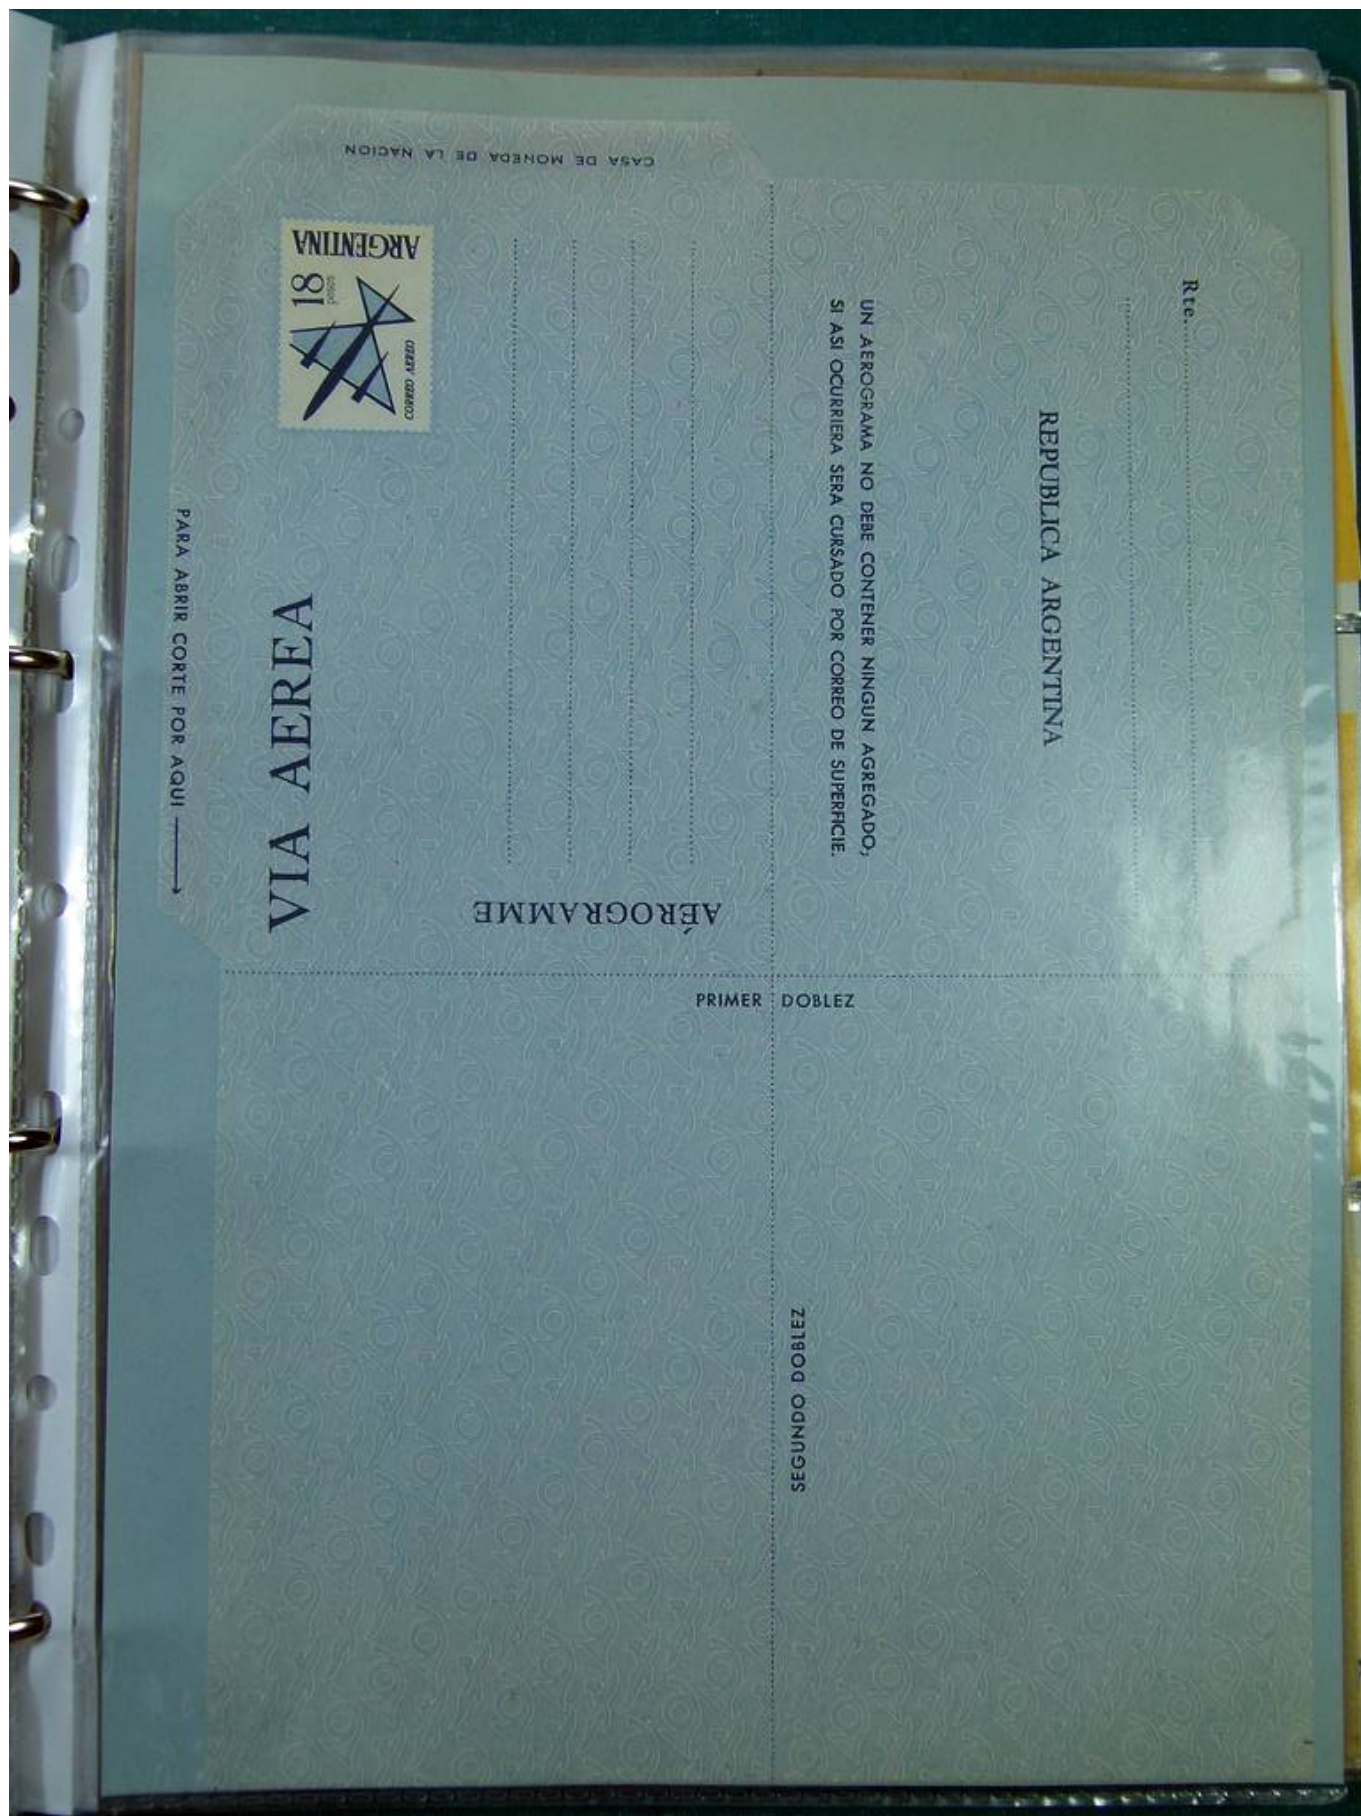 CASA DE MONEDA DE LA NACION
ARGENTINA
18
pesos
CORREO AEREO
VIA AEREA
AÉROGRAMME
PARA ABRIR CORTE POR AQUI
Rte.
REPUBLICA ARGENTINA
UN AEROGRAMA NO DEBE CONTENER NINGUN AGREGADO;
SI ASI OCURRIERA SERA CURSADO POR CORREO DE SUPERFICIE.
PRIMER DOBLEZ
SEGUNDO DOBLEZ